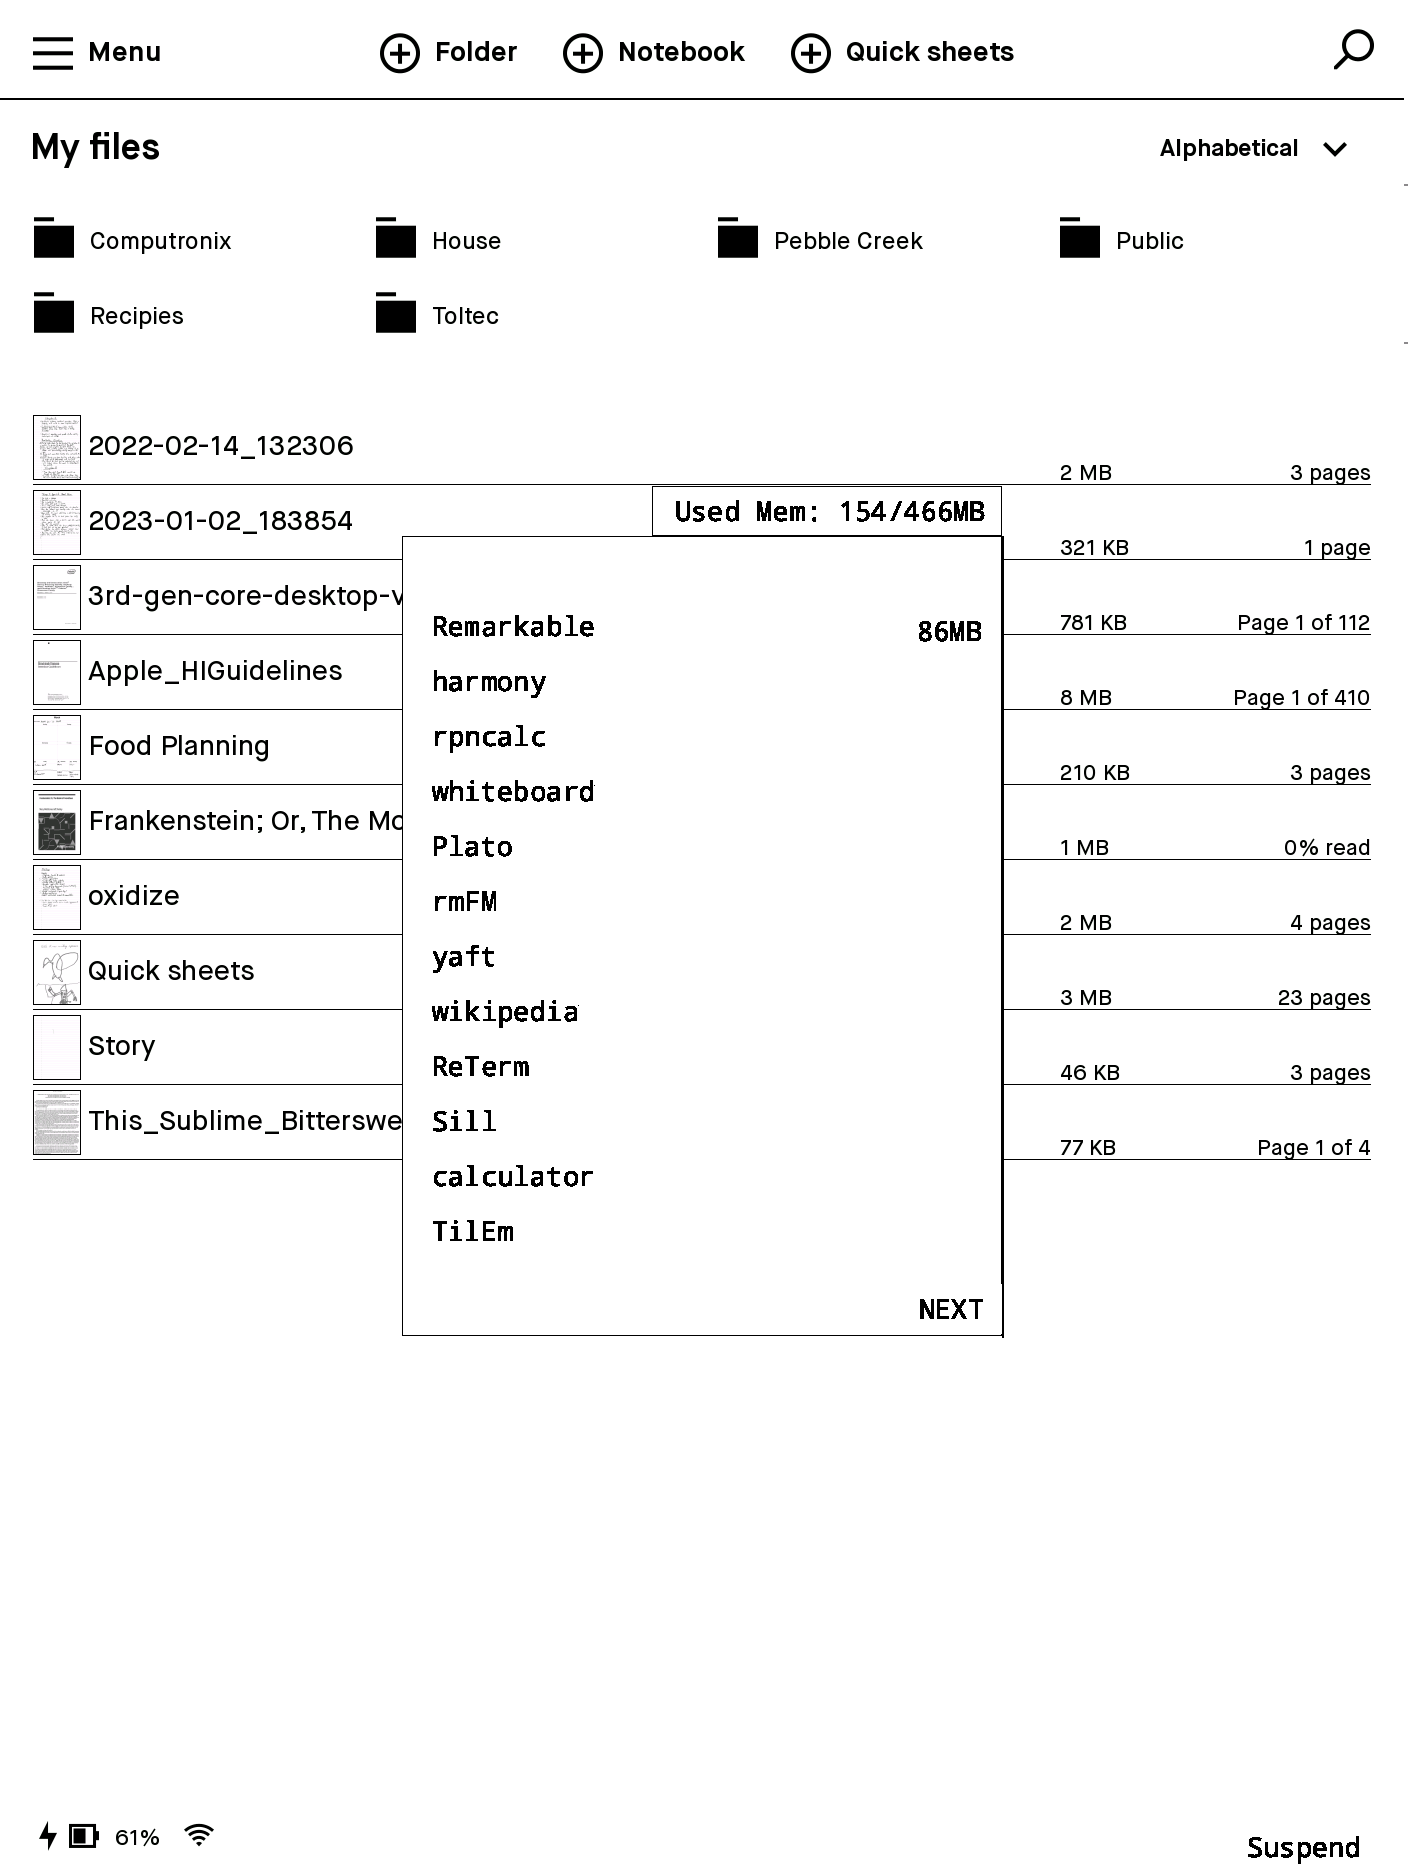 Menu Folder Notebook Quick sheets
My files Alphabetical
Computronix House Pebble Creek Public
Recipies Toltec
2022-02-14_132306
2 MB 3 pages
Used Mem: 154/466MB
2023-01-02_183854
321 KB 1 page
3rd-gen-core-desktop-v
781 KB Page 1 of 112
Remarkable 86MB
Apple_HIGuidelines
harmony
8 MB Page 1 of 410
rpncalc
Food Planning
210 KB 3 pages
whiteboard
Frankenstein; Or, The Mo
Plato
1 MB 0% read
oxidize
rmFM
2 MB 4 pages
yaft
Quick sheets
3 MB 23 pages
wikipedia
Story
ReTerm
46 KB 3 pages
This_Sublime_Bitterswe
Sill
77 KB Page 1 of 4
calculator
TilEm
NEXT
61%
Suspend